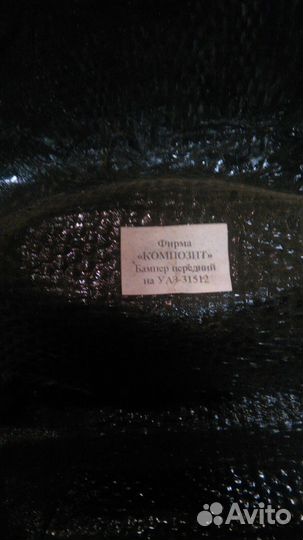 Фирма
«КОМПОЗИТ»
Бампер передний
на УАЗ-31512
Avito